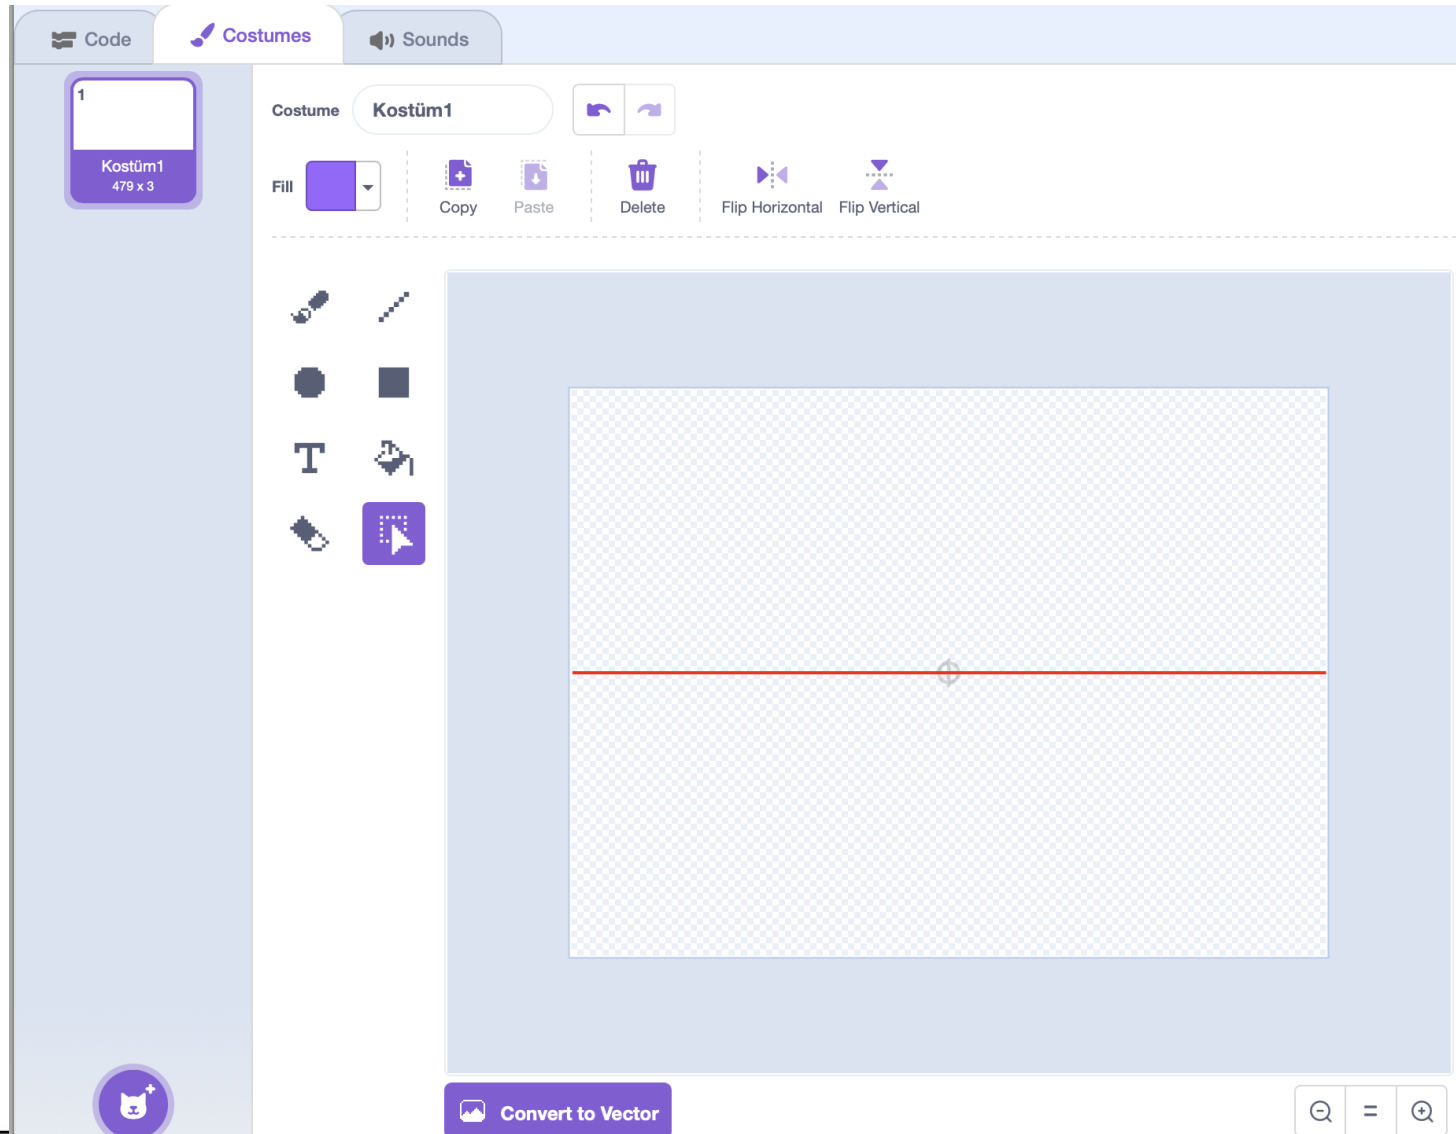 Code
Costumes
Sounds
1
Kostüm1
479 x 3
Costume
Kostüm1
Fill
Copy
Paste
Delete
Flip Horizontal
Flip Vertical
T
Convert to Vector